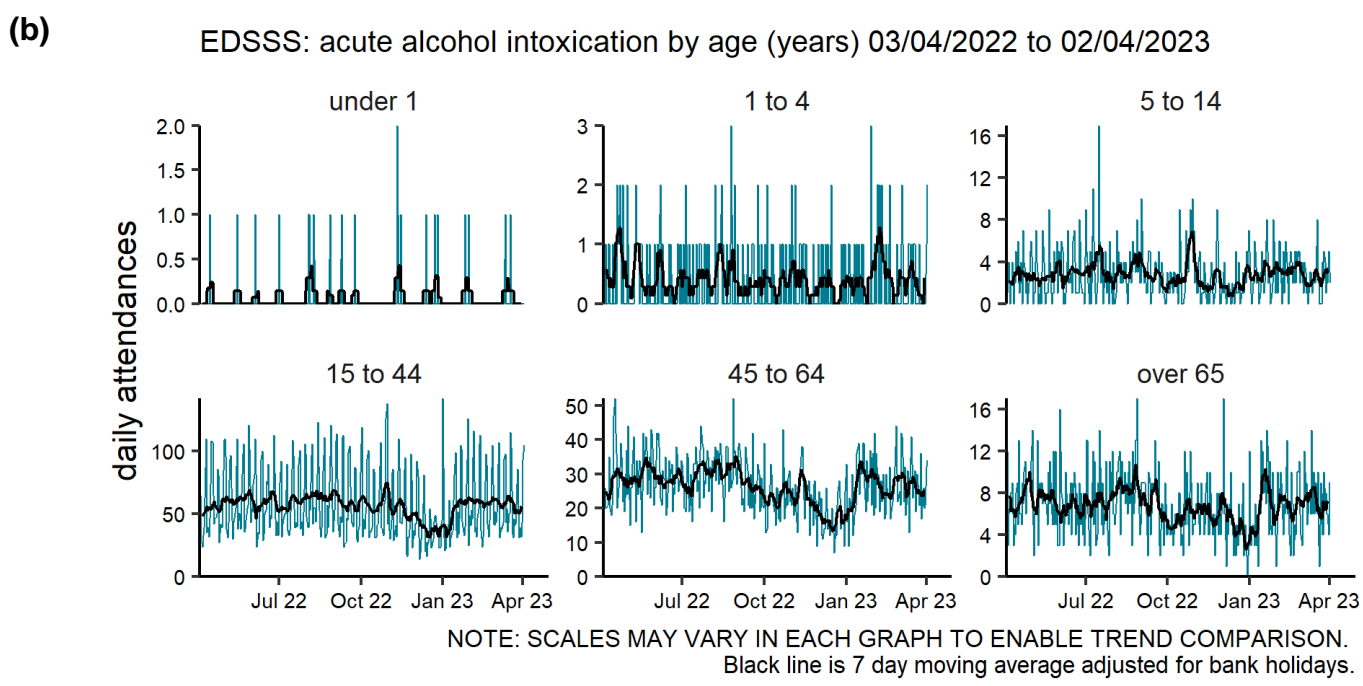 (b)
EDSSS: acute alcohol intoxication by age (years) 03/04/2022 to 02/04/2023
daily attendances
under 1
2.0
1.5
1.0
0.5
0.0
1 to 4
3
2
1
0
5 to 14
16
12
8
4
0
15 to 44
100
50
0
Jul 22 Oct 22 Jan 23 Apr 23
45 to 64
50
40
30
20
10
0
Jul 22 Oct 22 Jan 23 Apr 23
over 65
16
12
8
4
0
Jul 22 Oct 22 Jan 23 Apr 23
NOTE: SCALES MAY VARY IN EACH GRAPH TO ENABLE TREND COMPARISON.
Black line is 7 day moving average adjusted for bank holidays.